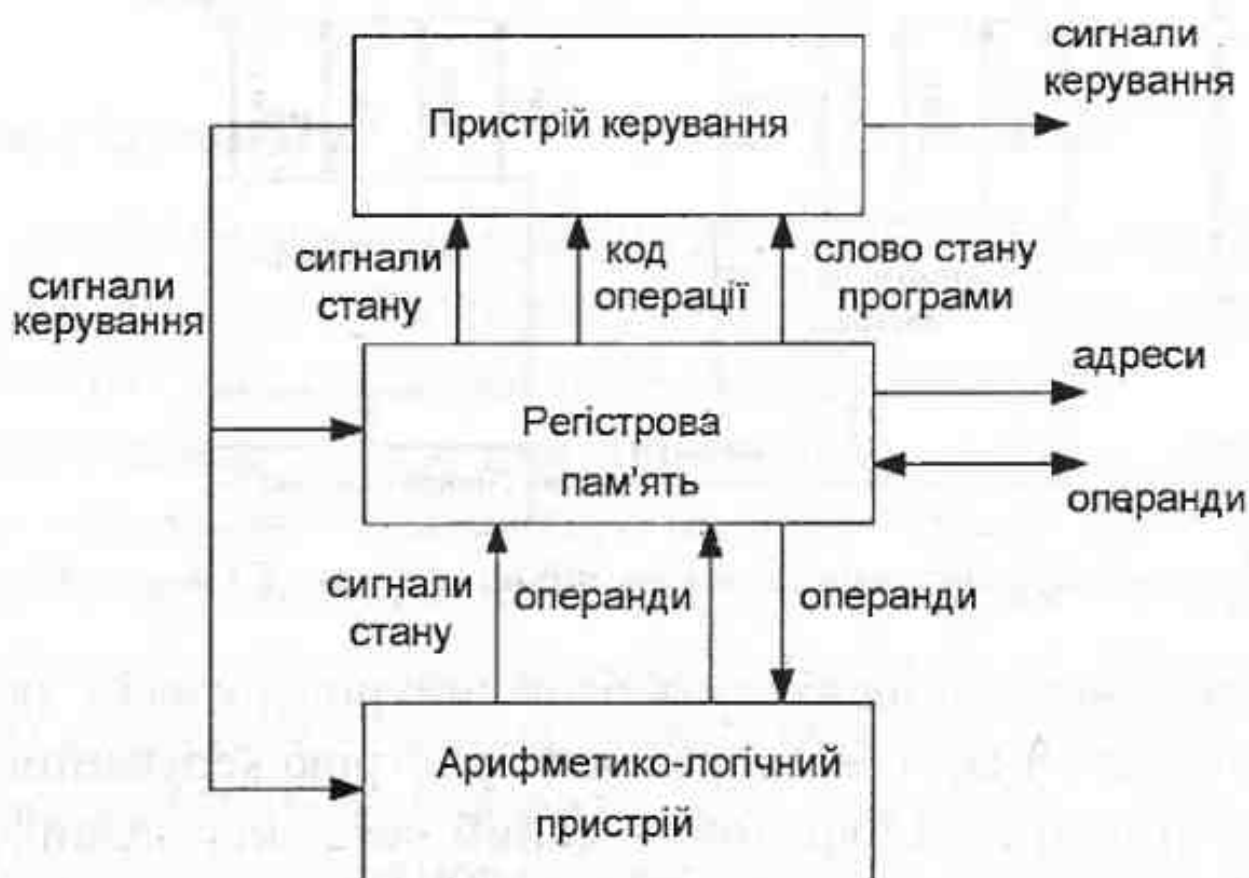 сигнали
керування
Пристрій керування
сигнали
стану
код
операції
слово стану
програми
сигнали
керування
адреси
Регістрова
пам'ять
операнди
сигнали
стану
операнди
операнди
Арифметико-логічний
пристрій